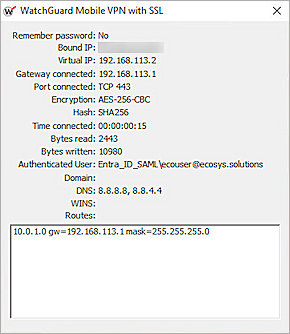 WatchGuard Mobile VPN with SSL
Remember password: No
Bound IP:
Virtual IP: 192.168.113.2
Gateway connected: 192.168.113.1
Port connected: TCP 443
Encryption: AES-256-CBC
Hash: SHA256
Time connected: 00:00:00:15
Bytes read: 2443
Bytes written: 10980
Authenticated User: Entra_ID_SAML\ecouser@ecosys.solutions
Domain:
DNS: 8.8.8.8, 8.8.4.4
WINS:
Routes:
10.0.1.0 gw=192.168.113.1 mask=255.255.255.0